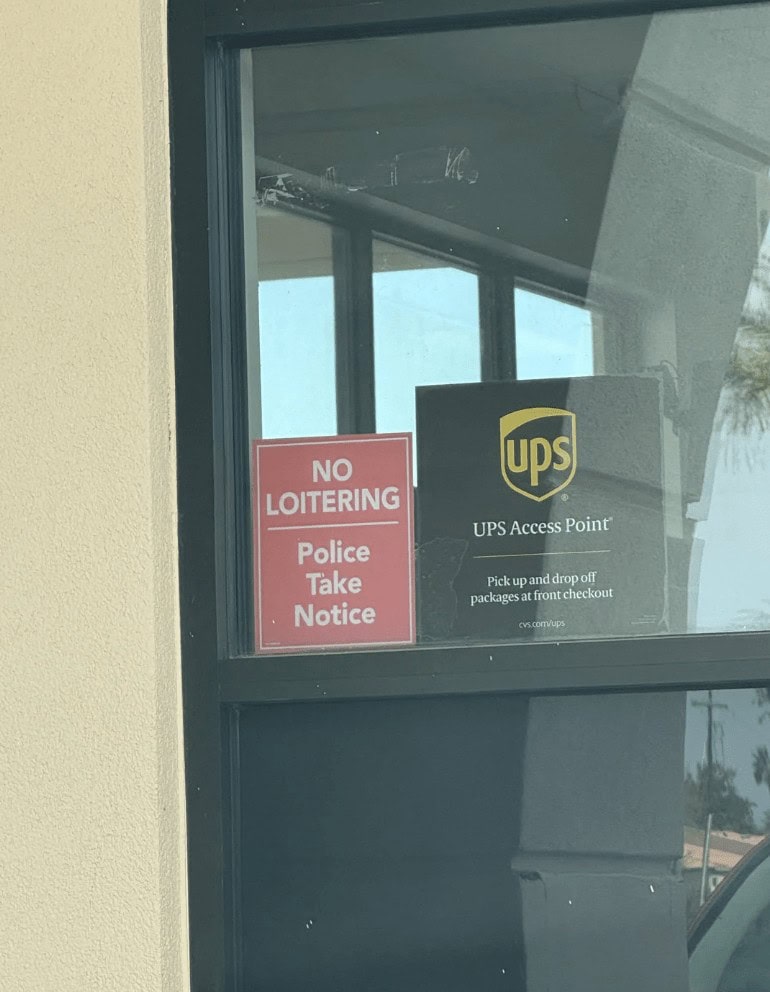 NO
LOITERING
Police
Take
Notice
ups
UPS Access Point®
Pick up and drop off
packages at front checkout
cvs.com/ups